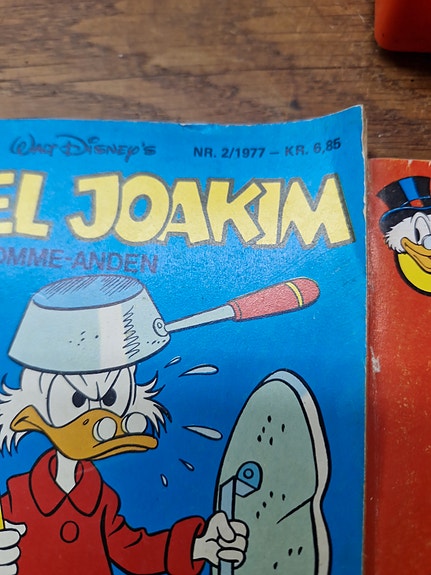 Walt Disney's
NR. 2/1977 – KR. 6,85
EL JOAKIM
OMME-ANDEN